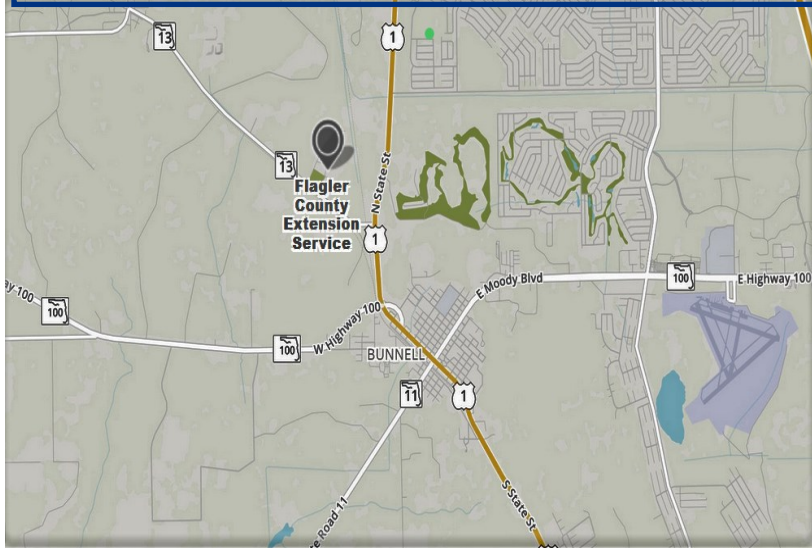 13
1
13
Flagler
County
Extension
Service
N State St
1
ay 100
100
W Highway 100
100
BUNNELL
E Moody Blvd
100
E Highway 100
11
1
re Road 11
S State St